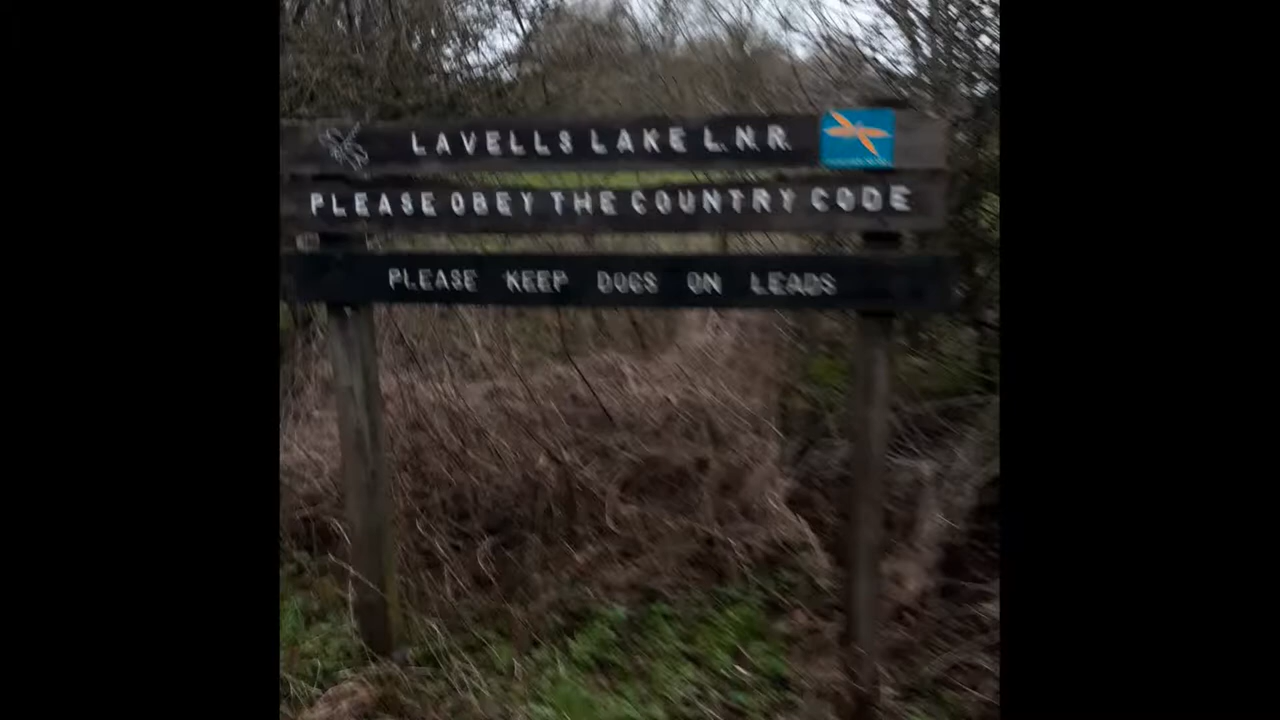 LAVELLS LAKE L.N.R.
PLEASE OBEY THE COUNTRY CODE
PLEASE KEEP DOGS ON LEADS